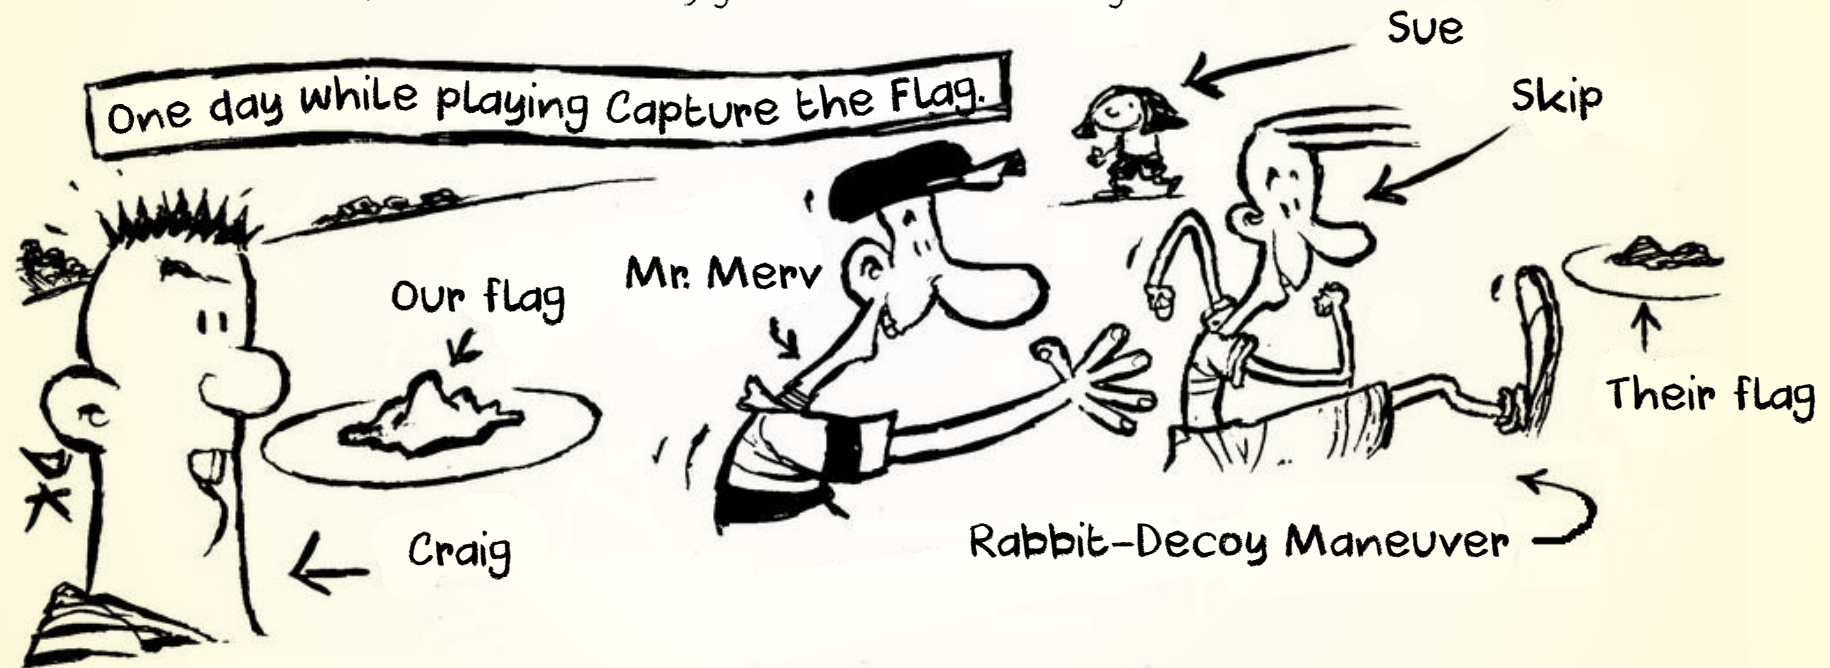 Sue
One day while playing Capture the Flag.
Skip
Mr. Merv
Our flag
Their flag
Rabbit-Decoy Maneuver
Craig